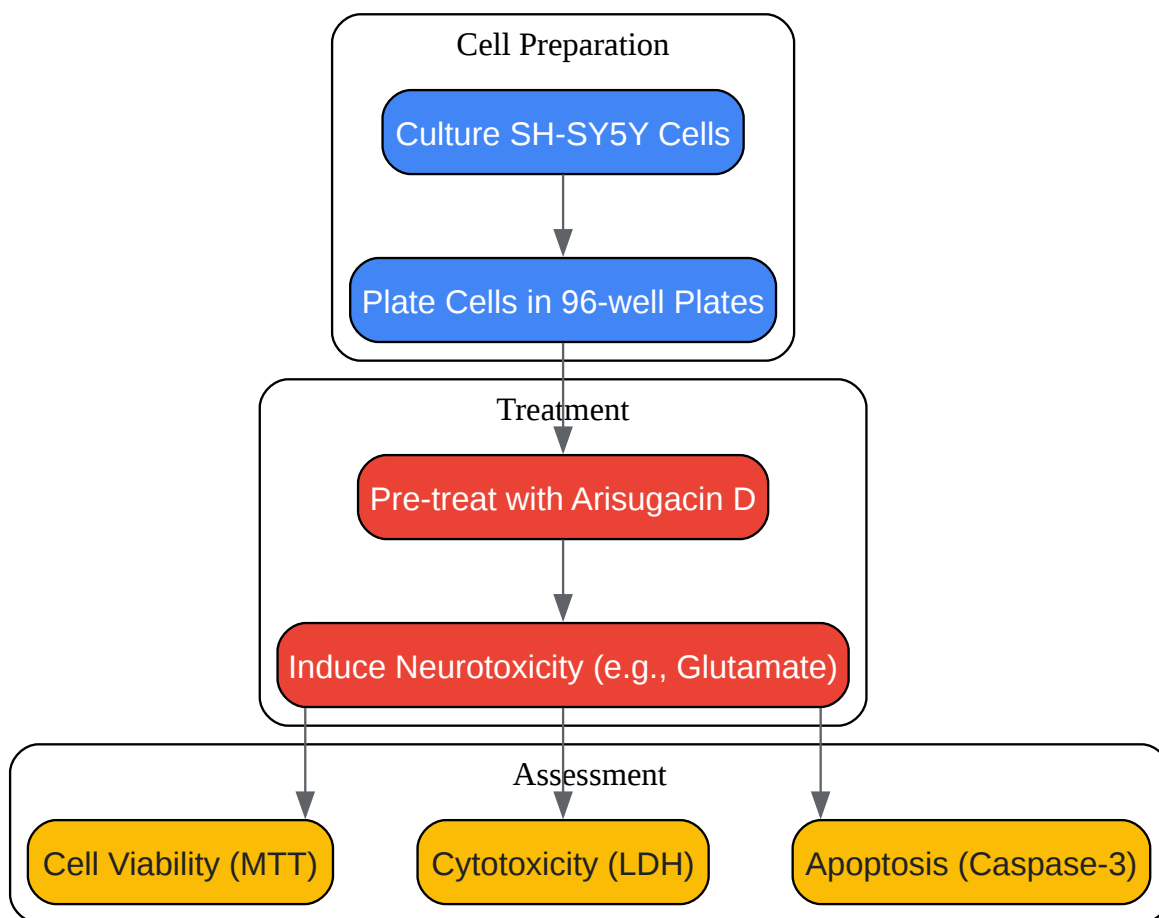 Cell Preparation
Culture SH-SY5Y Cells
Plate Cells in 96-well Plates
Treatment
Pre-treat with Arisugacin D
Induce Neurotoxicity (e.g., Glutamate)
Assessment
Cell Viability (MTT)
Cytotoxicity (LDH)
Apoptosis (Caspase-3)